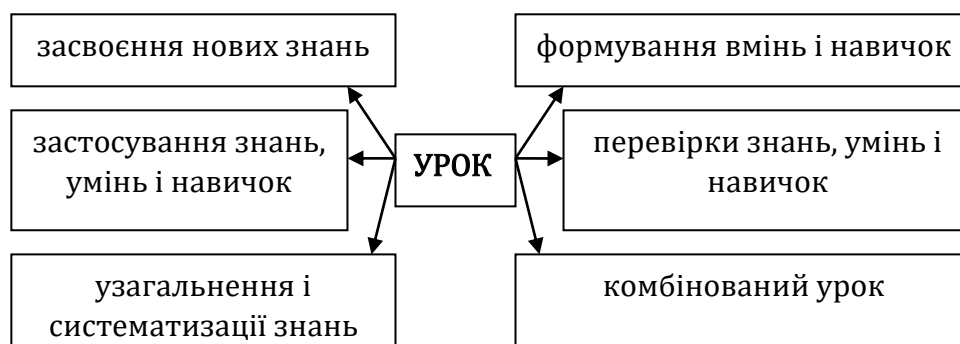 засвоєння нових знань
формування вмінь і навичок
застосування знань,
умінь і навичок
УРОК
перевірки знань, умінь і
навичок
узагальнення і
систематизації знань
комбінований урок